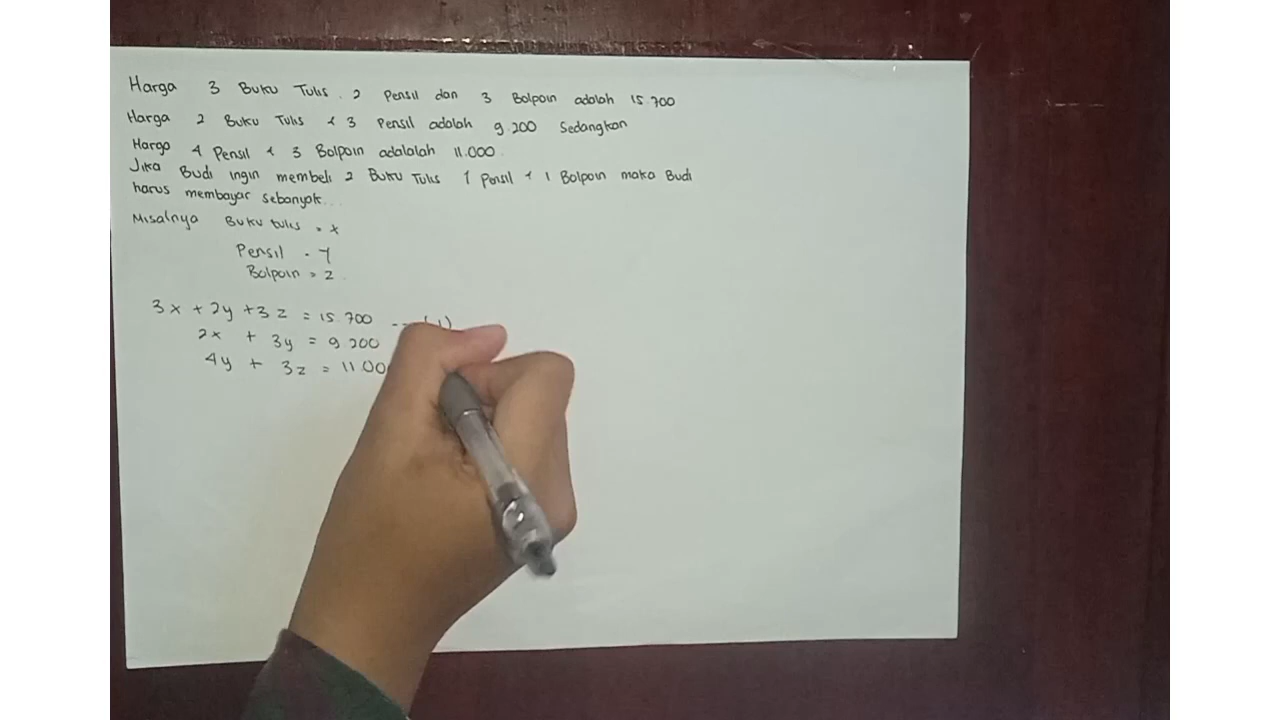 Harga 3 Buku Tulis . 2 Pensil dan 3 Bolpoin adalah 15.700
Harga 2 Buku Tulis & 3 Pensil adalah 9.200 Sedangkan
Harga 4 Pensil & 3 Bolpoin adalalah 11.000.
Jika Budi ingin membeli 2 Buku Tulis 1 Pensil & 1 Bolpoin maka Budi
harus membayar sebanyak...
Misalnya Buku tulis = x
Pensil = y
Bolpoin = z
3x + 2y + 3z = 15.700 ... (1)
2x + 3y = 9.200
4y + 3z = 11.00